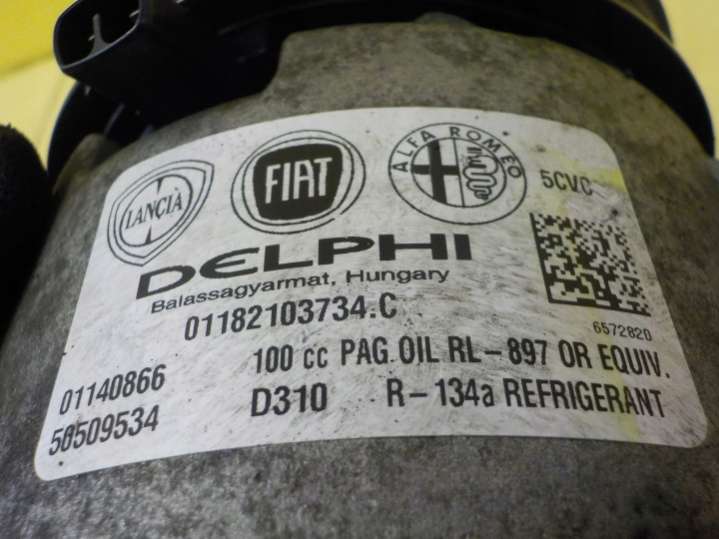 LANCIA
FIAT
ALFA ROMEO
5CVC
DELPHI
Balassagyarmat, Hungary
01182103734.C
6572820
01140866
100 cc PAG. OIL RL-897 OR EQUIV.
50509534
D310
R-134a REFRIGERANT